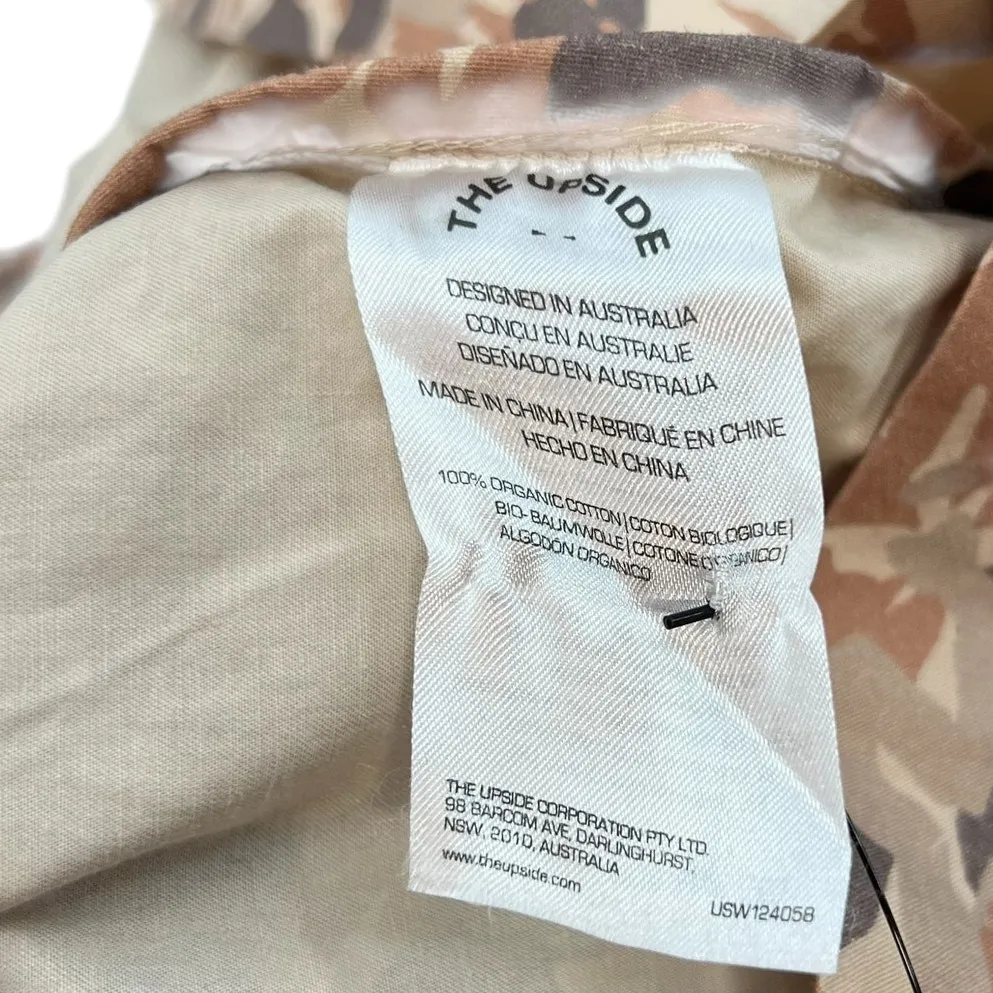 THE UPSIDE
DESIGNED IN AUSTRALIA
CONÇU EN AUSTRALIE
DISEÑADO EN AUSTRALIA
MADE IN CHINA | FABRIQUÉ EN CHINE
HECHO EN CHINA
100% ORGANIC COTTON | COTON BIOLOGIQUE |
BIO- BAUMWOLLE | COTONE ORGANICO |
ALGODÓN ORGANICO
THE UPSIDE CORPORATION PTY LTD.
98 BARCOM AVE, DARLINGHURST,
NSW, 2010, AUSTRALIA
www.theupside.com
USW124058